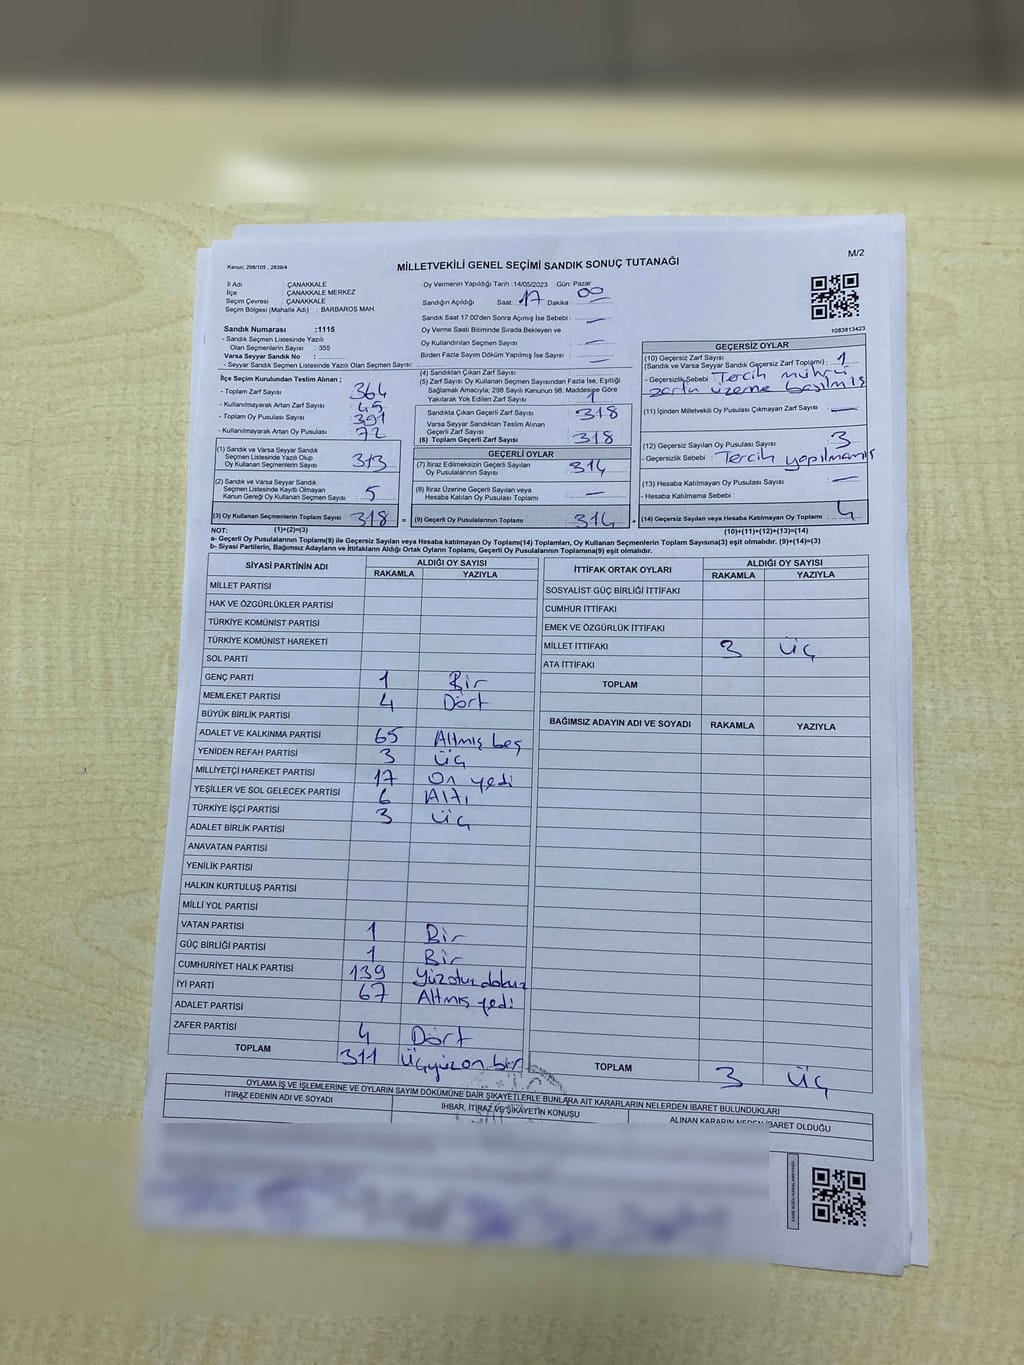 M/2
Kanun; 298/105 , 2839/4
MİLLETVEKİLİ GENEL SEÇİMİ SANDIK SONUÇ TUTANAĞI
İl Adı : ÇANAKKALE
İlçe : ÇANAKKALE MERKEZ
Seçim Çevresi : ÇANAKKALE
Seçim Bölgesi (Mahalle Adı) : BARBAROS MAH.
Sandık Numarası :1115
- Sandık Seçmen Listesinde Yazılı
Olan Seçmenlerin Sayısı : 355
Varsa Seyyar Sandık No :
- Seyyar Sandık Seçmen Listesinde Yazılı Olan Seçmen Sayısı:
İlçe Seçim Kurulundan Teslim Alınan ;
- Toplam Zarf Sayısı 364
- Kullanılmayarak Artan Zarf Sayısı 45
- Toplam Oy Pusulası Sayısı 391
- Kullanılmayarak Artan Oy Pusulası 72
(1) Sandık ve Varsa Seyyar Sandık
Seçmen Listesinde Yazılı Olup
Oy Kullanan Seçmenlerin Sayısı 313
(2) Sandık ve Varsa Seyyar Sandık
Seçmen Listesinde Kayıtlı Olmayan
Kanun Gereği Oy Kullanan Seçmen Sayısı 5
(3) Oy Kullanan Seçmenlerin Toplam Sayısı 318 =
(1)+(2)=(3)
Oy Vermenin Yapıldığı Tarih :14/05/2023 Gün: Pazar
Sandığın Açıldığı Saat: 17 Dakika : 00
Sandık Saat 17:00'den Sonra Açılmış İse Sebebi : —
Oy Verme Saati Bitiminde Sırada Bekleyen ve
Oy Kullandırılan Seçmen Sayısı : —
Birden Fazla Sayım Döküm Yapılmış İse Sayısı : —
(4) Sandıktan Çıkan Zarf Sayısı
(5) Zarf Sayısı Oy Kullanan Seçmen Sayısından Fazla İse, Eşitliği
Sağlamak Amacıyla; 298 Sayılı Kanunun 98. Maddesine Göre
Yakılarak Yok Edilen Zarf Sayısı : 1
Sandıkta Çıkan Geçerli Zarf Sayısı 318
Varsa Seyyar Sandıktan Teslim Alınan
Geçerli Zarf Sayısı
(6) Toplam Geçerli Zarf Sayısı 318
GEÇERLİ OYLAR
(7) İtiraz Edilmeksizin Geçerli Sayılan
Oy Pusulalarının Sayısı 314
(8) İtiraz Üzerine Geçerli Sayılan veya
Hesaba Katılan Oy Pusulası Toplamı —
(9) Geçerli Oy Pusulalarının Toplamı 314 +
1083813423
GEÇERSİZ OYLAR
(10) Geçersiz Zarf Sayısı
(Sandık ve Varsa Seyyar Sandık Geçersiz Zarf Toplamı) : 1
- Geçersizlik Sebebi : Tercih mührü
zarfın üzerine basılmış
(11) İçinden Milletvekili Oy Pusulası Çıkmayan Zarf Sayısı : —
(12) Geçersiz Sayılan Oy Pusulası Sayısı 3
- Geçersizlik Sebebi : Tercih yapılmamış
(13) Hesaba Katılmayan Oy Pusulası Sayısı —
- Hesaba Katılmama Sebebi :
(14) Geçersiz Sayılan veya Hesaba Katılmayan Oy Toplamı 4
(10)+(11)+(12)+(13)=(14)
NOT:
a- Geçerli Oy Pusulasının Toplamı(9) ile Geçersiz Sayılan veya Hesaba katılmayan Oy Toplamı(14) Toplamları, Oy Kullanan Seçmenlerin Toplam Sayısına(3) eşit olmalıdır. (9)+(14)=(3)
b- Siyasi Partilerin, Bağımsız Adayların ve İttifakların Aldığı Ortak Oyların Toplamı, Geçerli Oy Pusulalarının Toplamına(9) eşit olmalıdır.
SİYASİ PARTİNİN ADI ALDIĞI OY SAYISI
RAKAMLA YAZIYLA
MİLLET PARTİSİ
HAK VE ÖZGÜRLÜKLER PARTİSİ
TÜRKİYE KOMÜNİST PARTİSİ
TÜRKİYE KOMÜNİST HAREKETİ
SOL PARTİ
GENÇ PARTİ 1 Bir
MEMLEKET PARTİSİ 4 Dört
BÜYÜK BİRLİK PARTİSİ
ADALET VE KALKINMA PARTİSİ 65 Altmış beş
YENİDEN REFAH PARTİSİ 3 Üç
MİLLİYETÇİ HAREKET PARTİSİ 17 On yedi
YEŞİLLER VE SOL GELECEK PARTİSİ 6 Altı
TÜRKİYE İŞÇİ PARTİSİ 3 Üç
ADALET BİRLİK PARTİSİ
ANAVATAN PARTİSİ
YENİLİK PARTİSİ
HALKIN KURTULUŞ PARTİSİ
MİLLİ YOL PARTİSİ
VATAN PARTİSİ 1 Bir
GÜÇ BİRLİĞİ PARTİSİ 1 Bir
CUMHURİYET HALK PARTİSİ 139 Yüzotuz dokuz
İYİ PARTİ 67 Altmış yedi
ADALET PARTİSİ
ZAFER PARTİSİ 4 Dört
TOPLAM 311 Üçyüzon bir
İTTİFAK ORTAK OYLARI ALDIĞI OY SAYISI
RAKAMLA YAZIYLA
SOSYALİST GÜÇ BİRLİĞİ İTTİFAKI
CUMHUR İTTİFAKI
EMEK VE ÖZGÜRLÜK İTTİFAKI
MİLLET İTTİFAKI 3 Üç
ATA İTTİFAKI
TOPLAM
BAĞIMSIZ ADAYIN ADI VE SOYADI RAKAMLA YAZIYLA
TOPLAM 3 Üç
OYLAMA İŞ VE İŞLEMLERİNE VE OYLARIN SAYIM DÖKÜMÜNE DAİR ŞİKAYETLERLE BUNLARA AİT KARARLARIN NELERDEN İBARET BULUNDUKLARI
İTİRAZ EDENİN ADI VE SOYADI
İHBAR, İTİRAZ VE ŞİKAYETİN KONUSU
ALINAN KARARIN NEDEN İBARET OLDUĞU